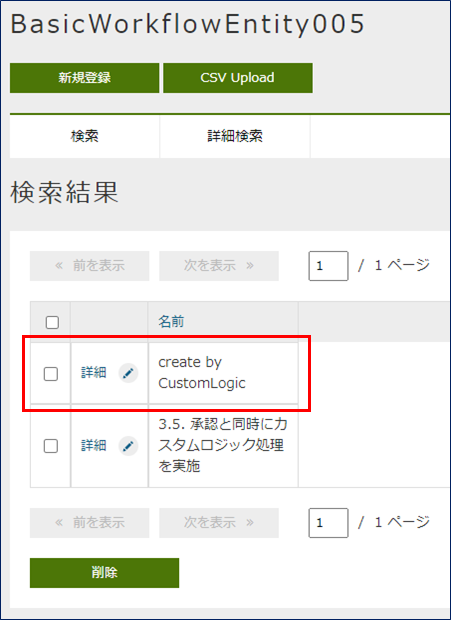 BasicWorkflowEntity005
新規登録 CSV Upload
検索 詳細検索
検索結果
« 前を表示 次を表示 » 1 / 1 ページ
名前
詳細 create by
CustomLogic
3.5. 承認と同時にカ
詳細 スタムロジック処理
を実施
« 前を表示 次を表示 » 1 / 1 ページ
削除